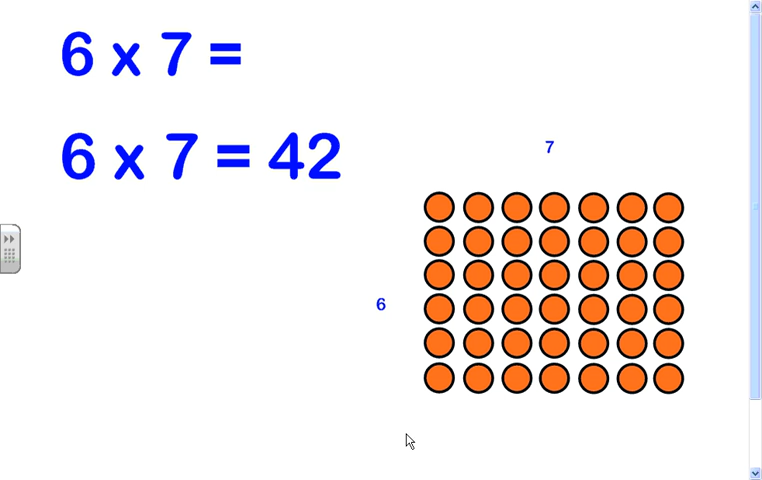 6 x 7 =
6 x 7 = 42
7
6